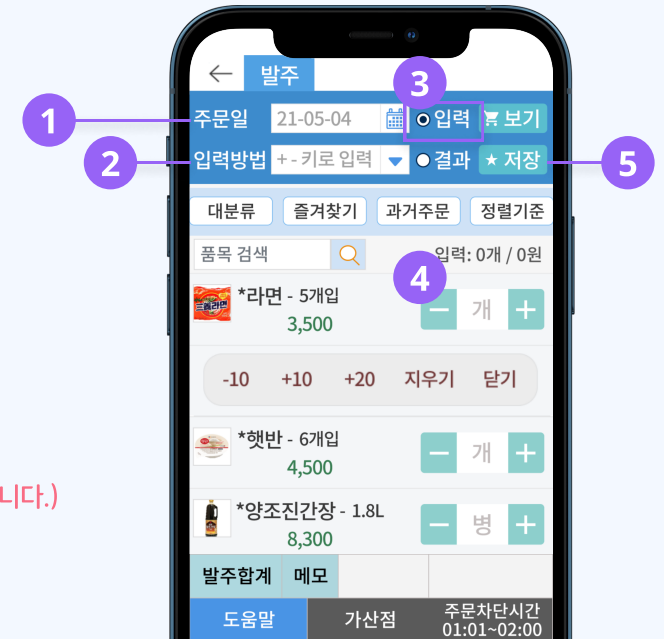 발주
3
1
주문일 21-05-04 입력 보기
2
입력방법 +-키로 입력 결과 ★ 저장
5
대분류 즐겨찾기 과거주문 정렬기준
품목 검색 입력: 0개 / 0원
4
*라면 - 5개입
3,500
− 개 +
-10 +10 +20 지우기 닫기
*햇반 - 6개입
4,500
− 개 +
*양조진간장 - 1.8L
8,300
− 병 +
니다.)
발주합계 메모
도움말 가산점 주문차단시간
01:01~02:00